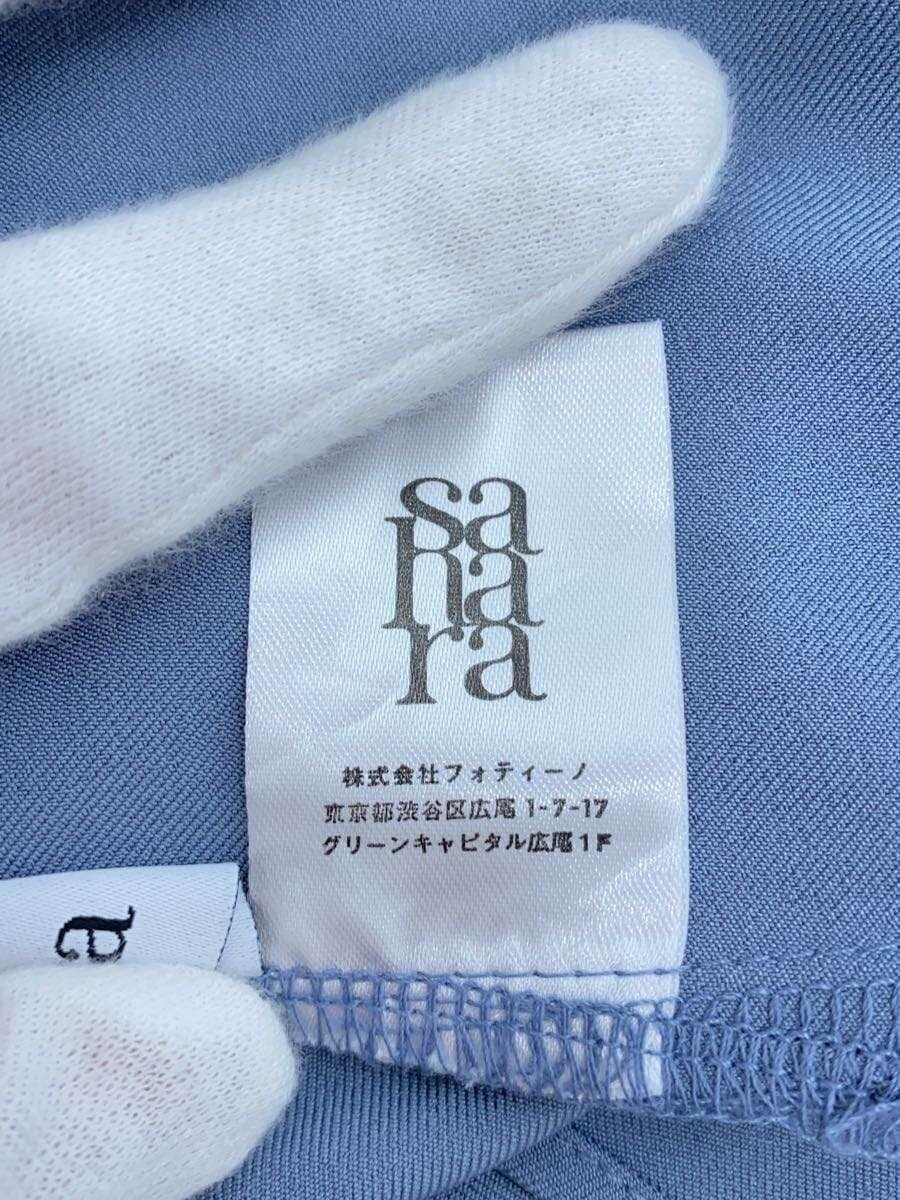 sa
ha
ra
株式会社フォティーノ
東京都渋谷区広尾1-7-17
グリーンキャピタル広尾1F
a